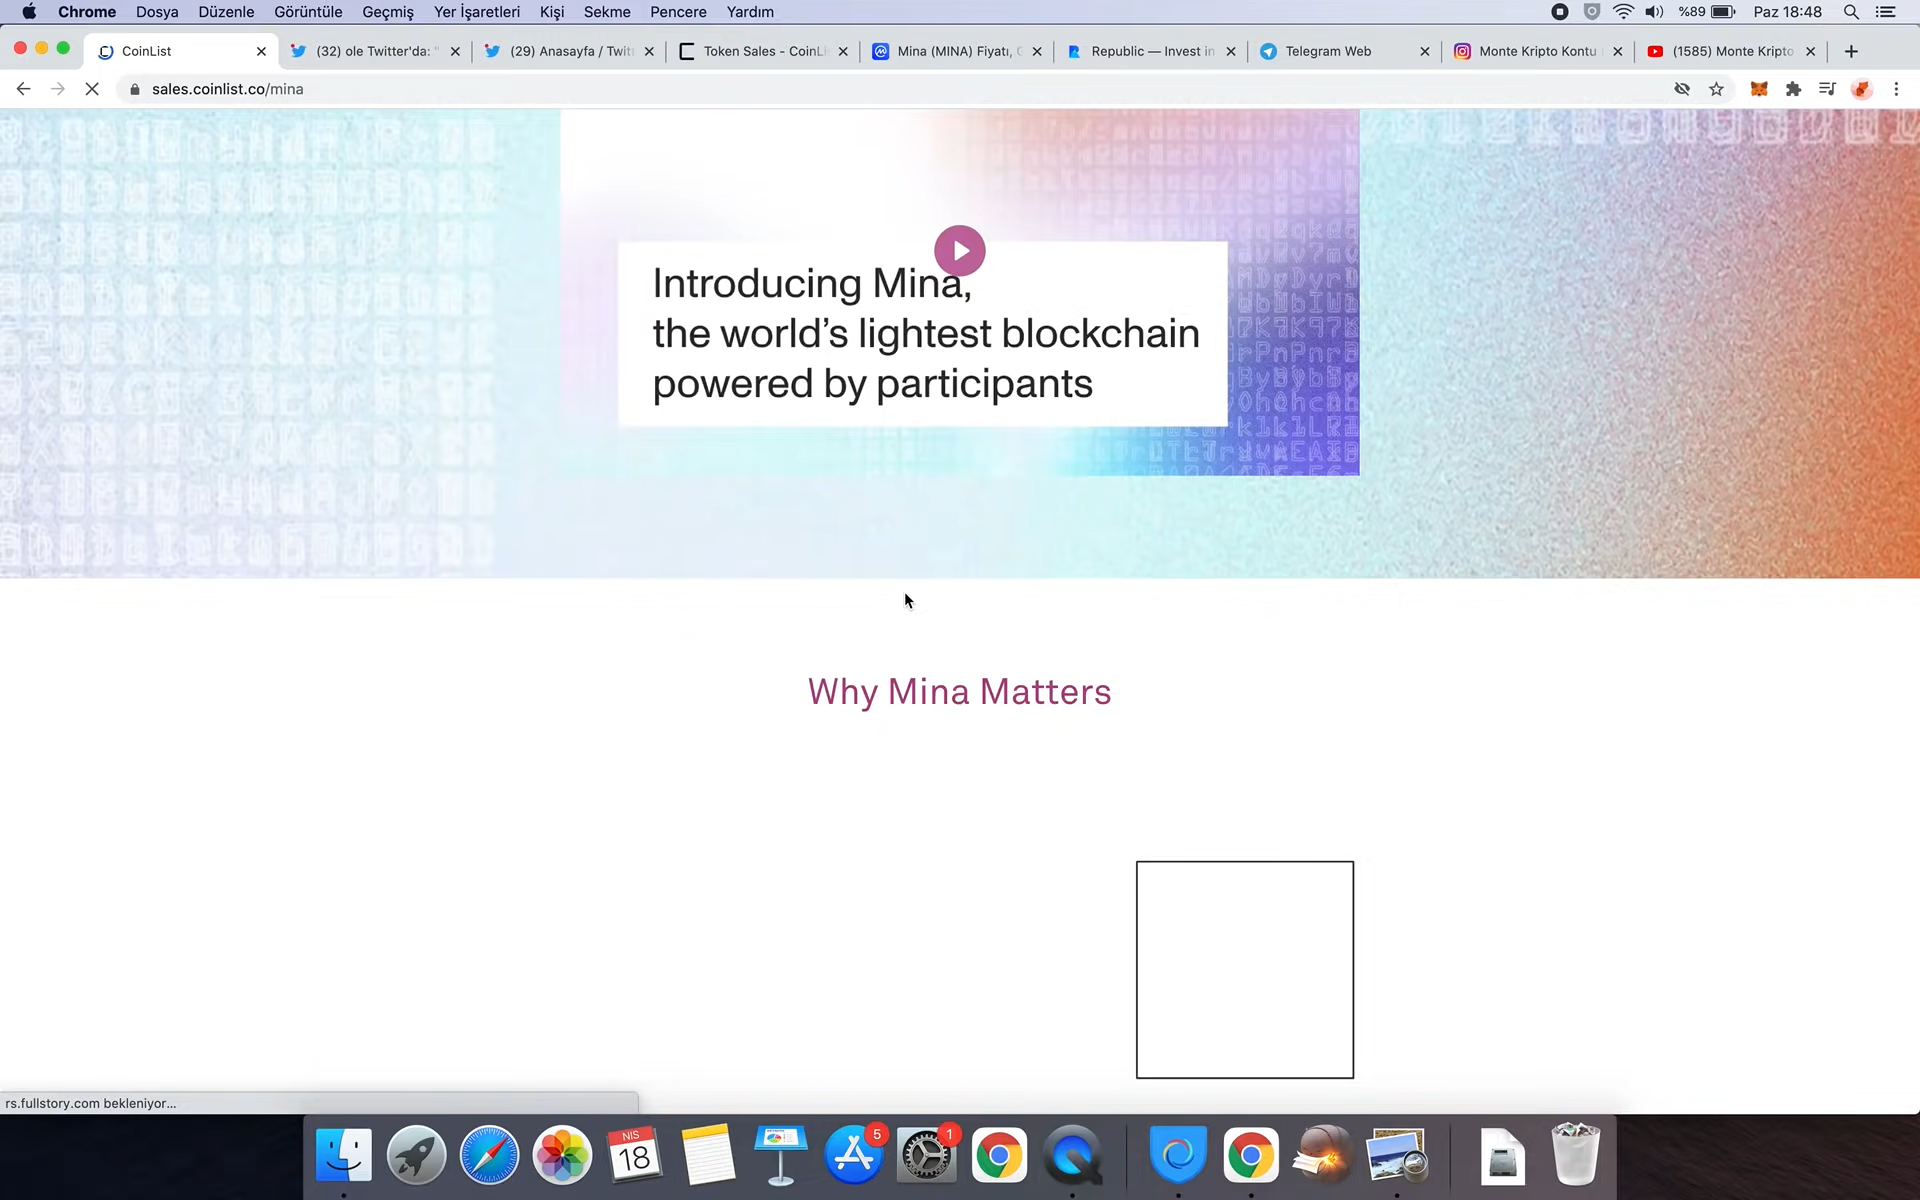 Chrome Dosya Düzenle Görüntüle Geçmiş Yer İşaretleri Kişi Sekme Pencere Yardım %89 Paz 18:48
CoinList (32) ole Twitter'da: " (29) Anasayfa / Twit Token Sales - CoinLi Mina (MINA) Fiyatı, Republic — Invest in Telegram Web Monte Kripto Kontu (1585) Monte Kripto
sales.coinlist.co/mina
Introducing Mina,
the world's lightest blockchain
powered by participants
Why Mina Matters
rs.fullstory.com bekleniyor...
NIS
18
5
1